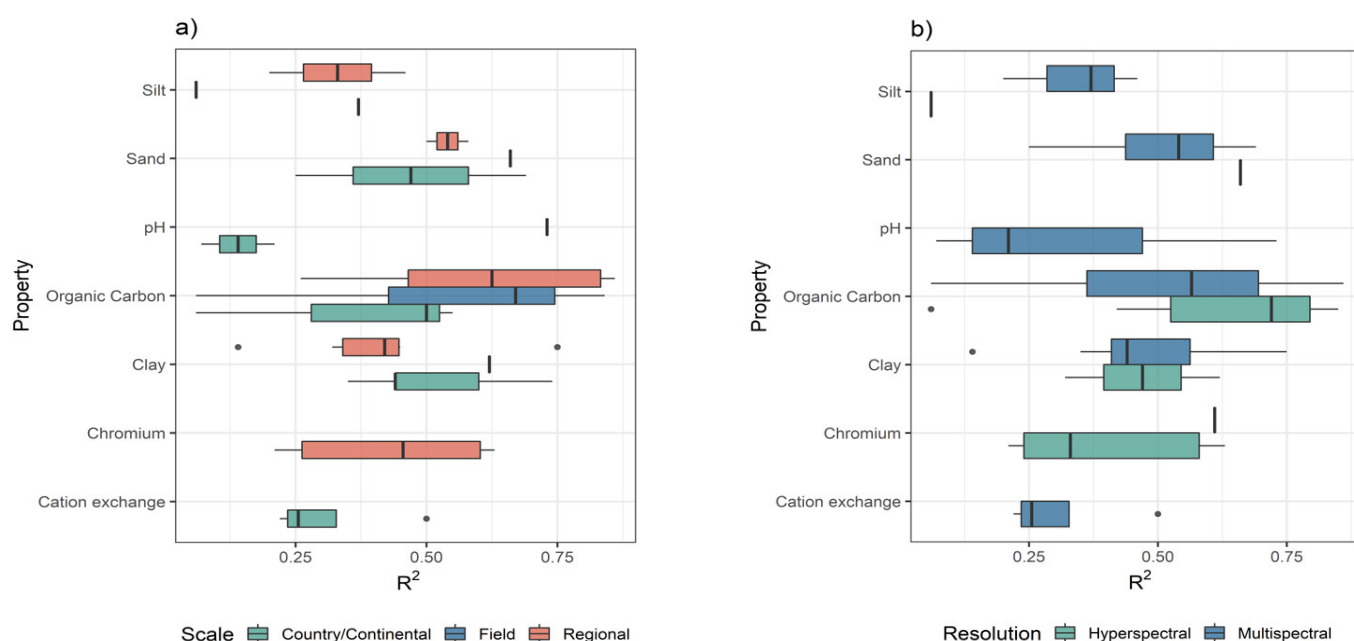 a)
Property
Silt
Sand
pH
Organic Carbon
Clay
Chromium
Cation exchange
0.25 0.50 0.75
R²
Scale Country/Continental Field Regional
b)
Property
Silt
Sand
pH
Organic Carbon
Clay
Chromium
Cation exchange
0.25 0.50 0.75
R²
Resolution Hyperspectral Multispectral